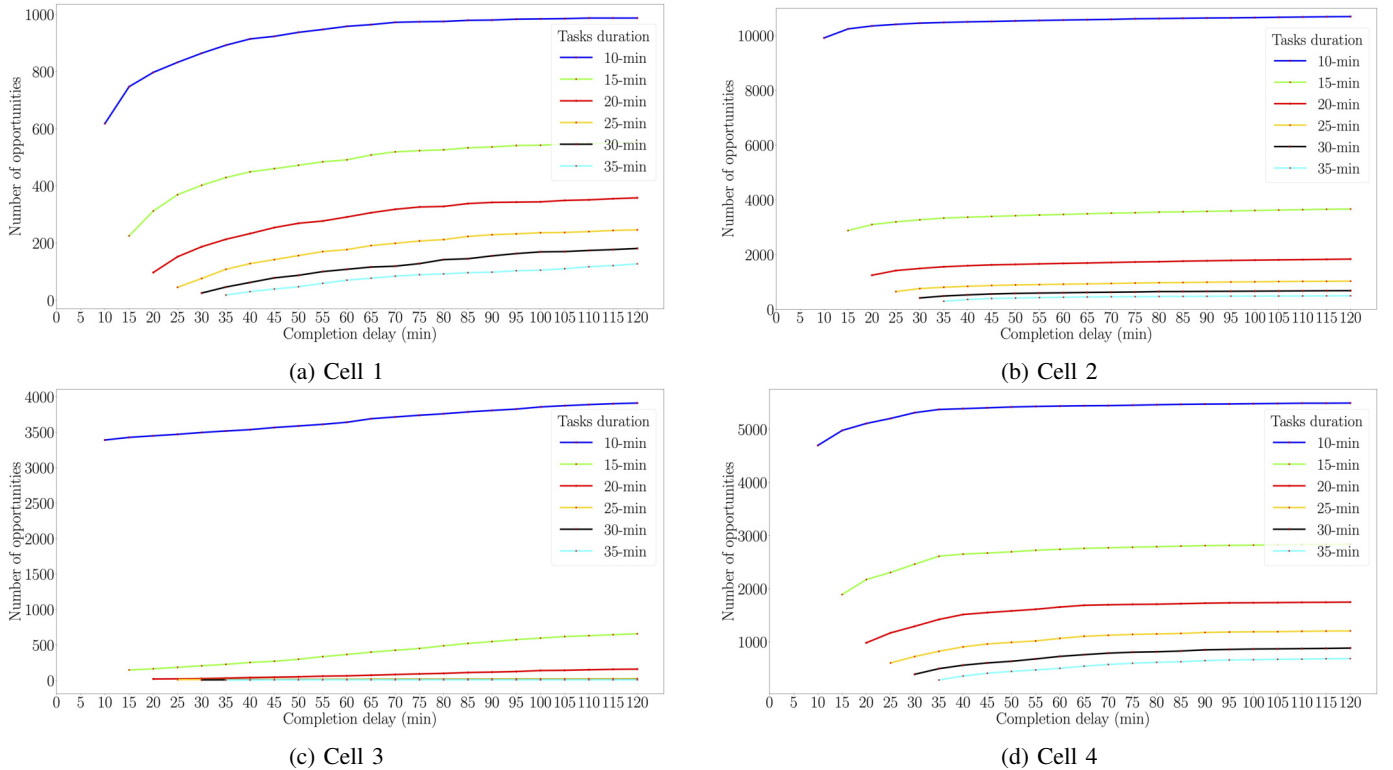 1000
800
600
400
200
0
Number of opportunities
Tasks duration
10-min
15-min
20-min
25-min
30-min
35-min
0 5 10 15 20 25 30 35 40 45 50 55 60 65 70 75 80 85 90 95 100 105 110 115 120
Completion delay (min)
(a) Cell 1
10000
8000
6000
4000
2000
0
Number of opportunities
Tasks duration
10-min
15-min
20-min
25-min
30-min
35-min
0 5 10 15 20 25 30 35 40 45 50 55 60 65 70 75 80 85 90 95 100 105 110 115 120
Completion delay (min)
(b) Cell 2
4000
3500
3000
2500
2000
1500
1000
500
0
Number of opportunities
Tasks duration
10-min
15-min
20-min
25-min
30-min
35-min
0 5 10 15 20 25 30 35 40 45 50 55 60 65 70 75 80 85 90 95 100 105 110 115 120
Completion delay (min)
(c) Cell 3
5000
4000
3000
2000
1000
Number of opportunities
Tasks duration
10-min
15-min
20-min
25-min
30-min
35-min
0 5 10 15 20 25 30 35 40 45 50 55 60 65 70 75 80 85 90 95 100 105 110 115 120
Completion delay (min)
(d) Cell 4